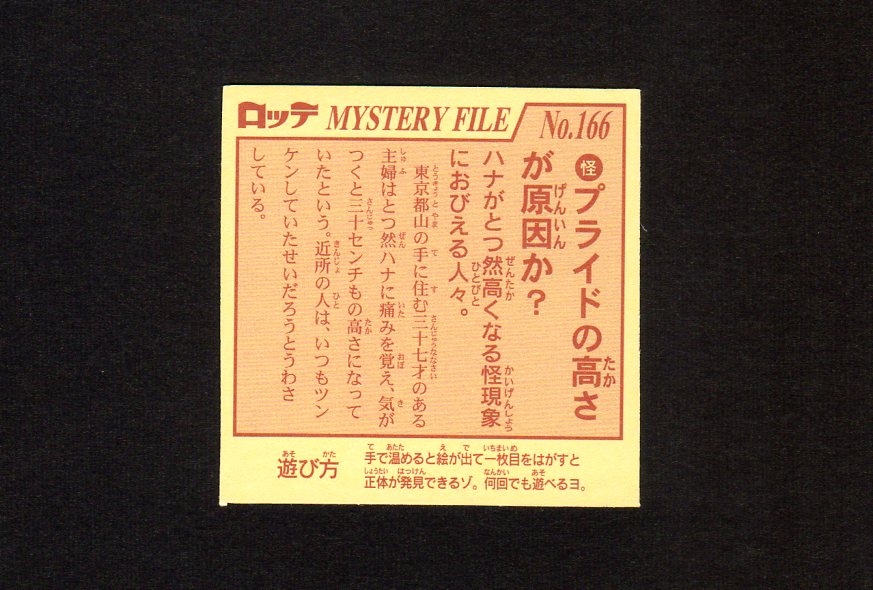 ロッテ MYSTERY FILE No.166
怪 プライドの高さ
が原因か？
ハナがとつ然高くなる怪現象
におびえる人々。
東京都山の手に住む三十七才のある
主婦はとつ然ハナに痛みを覚え、気が
つくと三十センチもの高さになって
いたという。近所の人は、いつもツン
ケンしていたせいだろうとうわさ
している。
遊び方
手で温めると絵が出て一枚目をはがすと
正体が発見できるゾ。何回でも遊べるヨ。